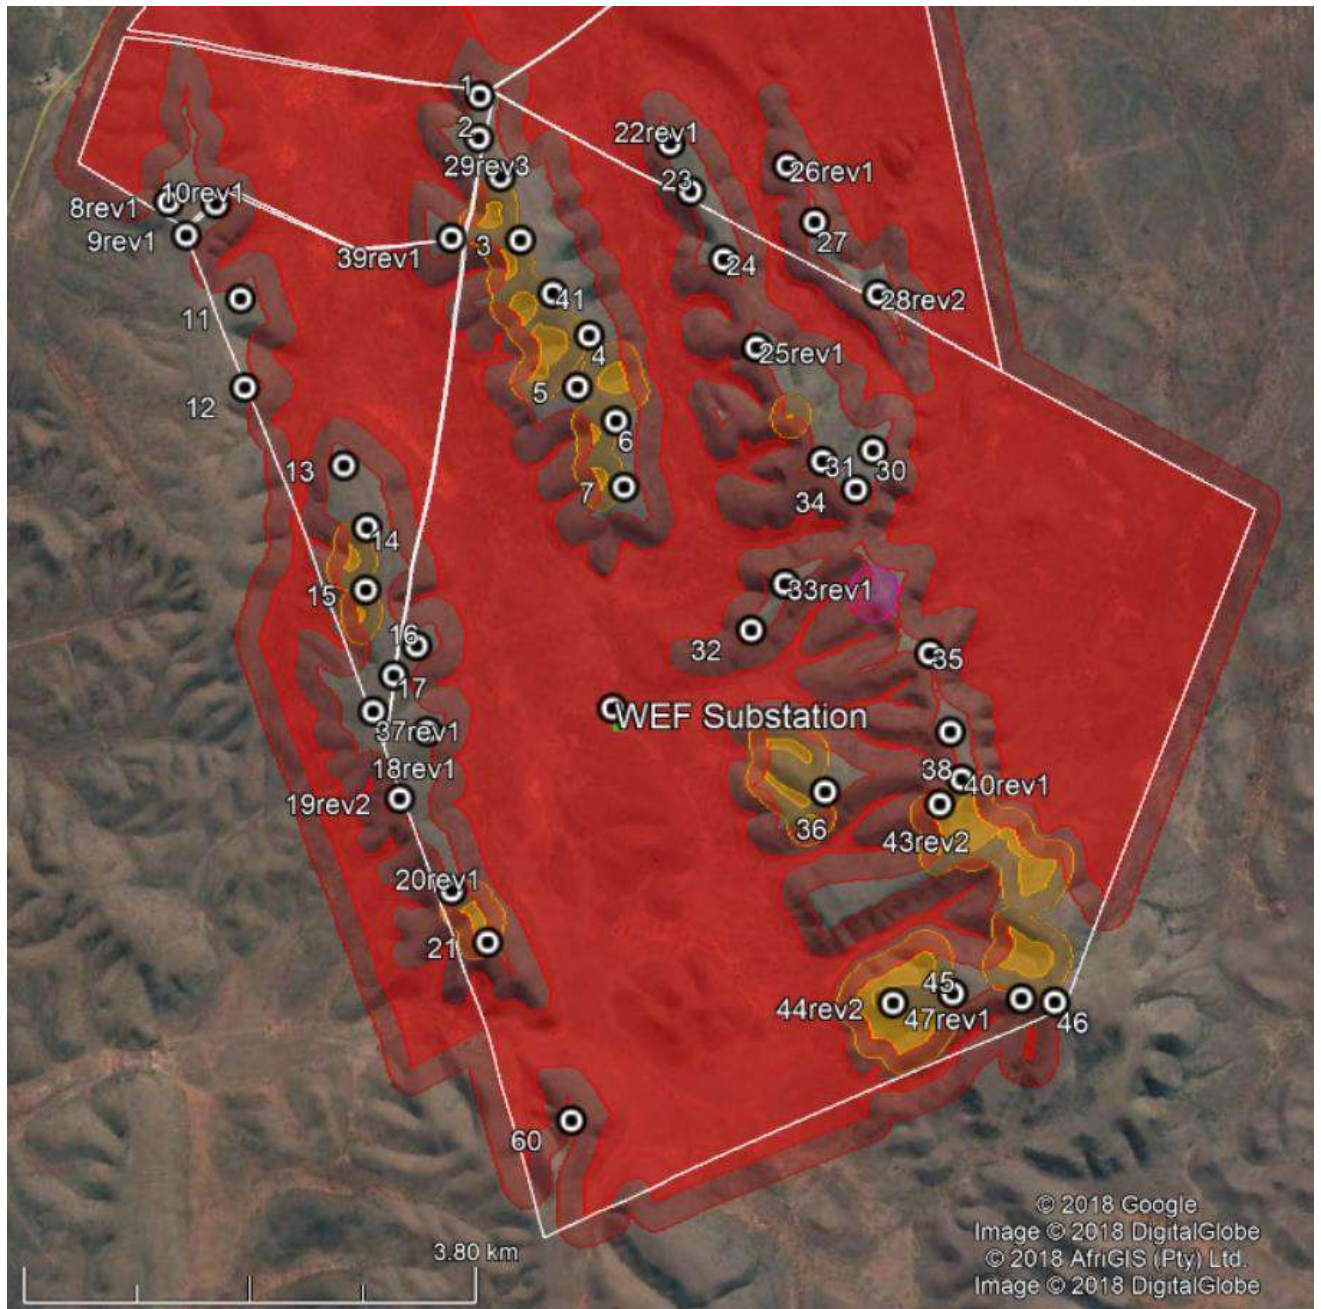 1
2
22rev1
29rev3
26rev1
23
10rev1
8rev1
9rev1
27
39rev1
3
24
28rev2
41
11
4
25rev1
5
12
6
31
30
13
7
34
14
33rev1
15
16
32
35
17
WEF Substation
37rev1
18rev1
38
40rev1
19rev2
36
43rev2
20rev1
21
45
44rev2
47rev1
46
60
© 2018 Google
Image © 2018 DigitalGlobe
© 2018 AfriGIS (Pty) Ltd.
Image © 2018 DigitalGlobe
3.80 km